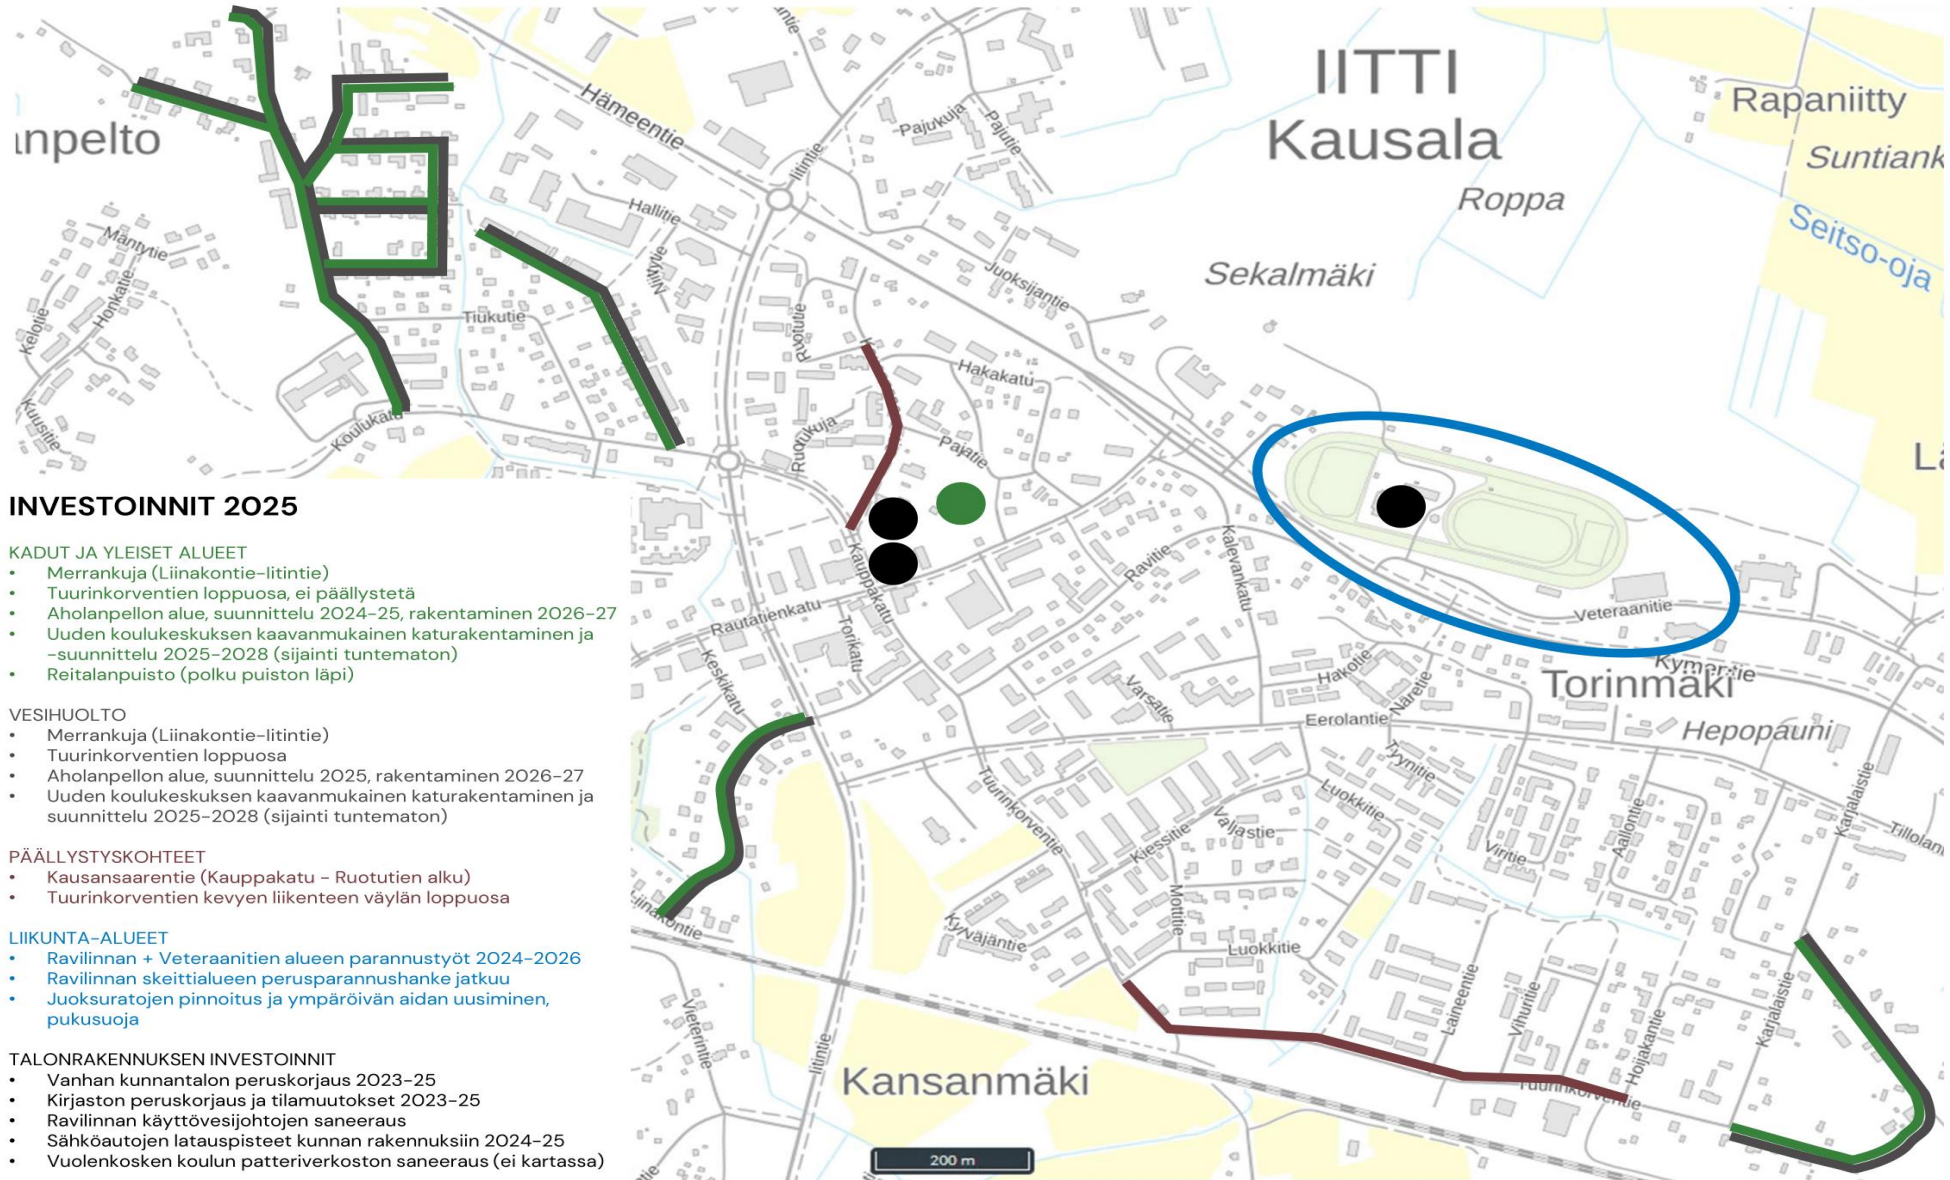 IITTI
Kausala
Rapaniitty
Suntiank
Roppa
Seitso-oja
Sekalmäki
anpelto
Hämeentie
Iitintie
Pajukuja
Pajutie
Hallitie
Niittytie
Juoksijantie
Mäntytie
Honkatie
Kelotie
Kuusitie
Tiukutie
Koulukatu
Ruotutie
Ruotukuja
Hakakatu
Pajatie
Kauppakatu
Ravitie
Kalevankatu
Rautatienkatu
Torikatu
Keskikatu
Veteraanitie
Kymentie
Torinmäki
Hepopauni
Hakotie
Näretie
Eerolantie
Varsatie
Tyynitie
Luokkitie
Tuurinkorventie
Valjastie
Kiessitie
Viritie
Aallontie
Karjalaistie
Tillolan
Mottitie
Kyrväjäntie
Luokkitie
Liinakontie
Vieterintie
Iitintie
Laineentie
Vihuritie
Hoijakantie
Karjalaistie
Tuurinkorventie
Kansanmäki
200 m
INVESTOINNIT 2025
KADUT JA YLEISET ALUEET
• Merrankuja (Liinakontie-Iitintie)
• Tuurinkorventien loppuosa, ei päällystetä
• Aholanpellon alue, suunnittelu 2024-25, rakentaminen 2026-27
• Uuden koulukeskuksen kaavanmukainen katurakentaminen ja
-suunnittelu 2025-2028 (sijainti tuntematon)
• Reitalanpuisto (polku puiston läpi)
VESIHUOLTO
• Merrankuja (Liinakontie-Iitintie)
• Tuurinkorventien loppuosa
• Aholanpellon alue, suunnittelu 2025, rakentaminen 2026-27
• Uuden koulukeskuksen kaavanmukainen katurakentaminen ja
suunnittelu 2025-2028 (sijainti tuntematon)
PÄÄLLYSTYSKOHTEET
• Kausansaarentie (Kauppakatu - Ruotutien alku)
• Tuurinkorventien kevyen liikenteen väylän loppuosa
LIIKUNTA-ALUEET
• Ravilinnan + Veteraanitien alueen parannustyöt 2024-2026
• Ravilinnan skeittialueen perusparannushanke jatkuu
• Juoksuratojen pinnoitus ja ympäröivän aidan uusiminen,
pukusuoja
TALONRAKENNUKSEN INVESTOINNIT
• Vanhan kunnantalon peruskorjaus 2023-25
• Kirjaston peruskorjaus ja tilamuutokset 2023-25
• Ravilinnan käyttövesijohtojen saneeraus
• Sähköautojen latauspisteet kunnan rakennuksiin 2024-25
• Vuolenkosken koulun patteriverkoston saneeraus (ei kartassa)